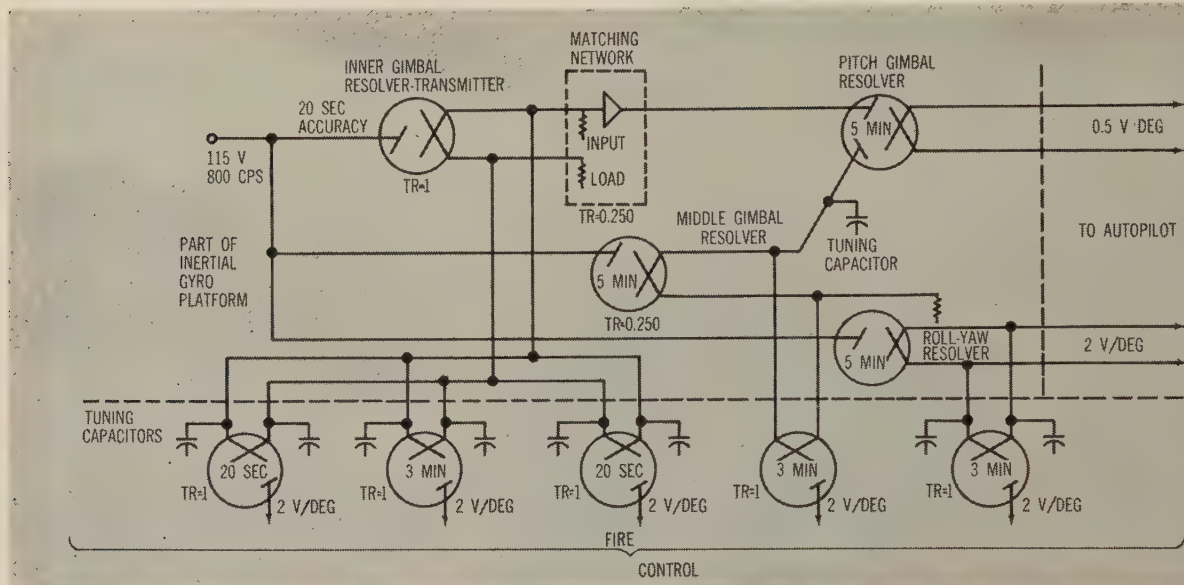 INNER GIMBAL
RESOLVER-TRANSMITTER
MATCHING
NETWORK
PITCH GIMBAL
RESOLVER
20 SEC
ACCURACY
115 V
800 CPS
TR=1
INPUT
LOAD
TR=0.250
5 MIN
0.5 V DEG
PART OF
INERTIAL
GYRO
PLATFORM
MIDDLE GIMBAL
RESOLVER
5 MIN
TR=0.250
TUNING
CAPACITOR
TO AUTOPILOT
5 MIN
ROLL-YAW
RESOLVER
2 V/DEG
TUNING
CAPACITORS
20 SEC
TR=1
2 V/DEG
3 MIN
TR=1
2 V/DEG
20 SEC
TR=1
2 V/DEG
3 MIN
TR=1
2 V/DEG
3 MIN
TR=1
2 V/DEG
FIRE
CONTROL